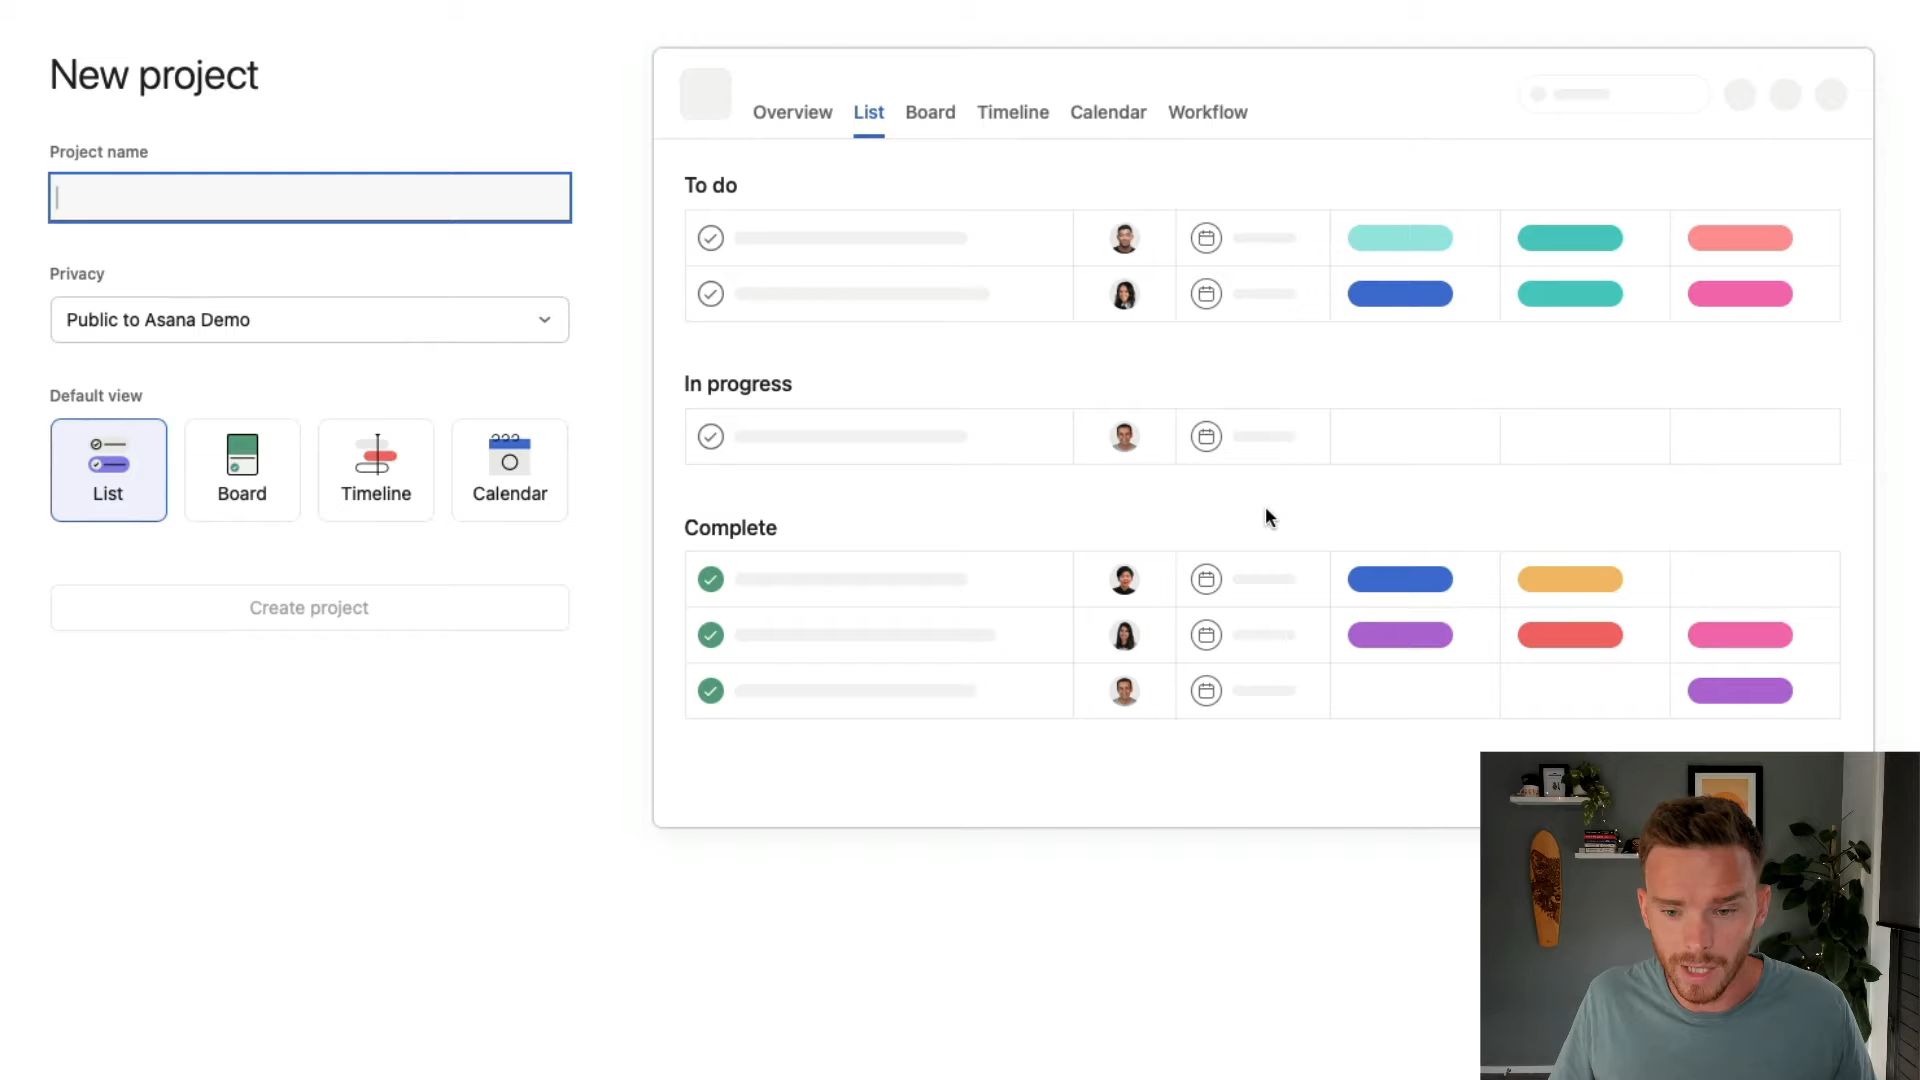 New project
Project name
Privacy
Public to Asana Demo
Default view
List
Board
Timeline
Calendar
Create project
Overview
List
Board
Timeline
Calendar
Workflow
To do
In progress
Complete